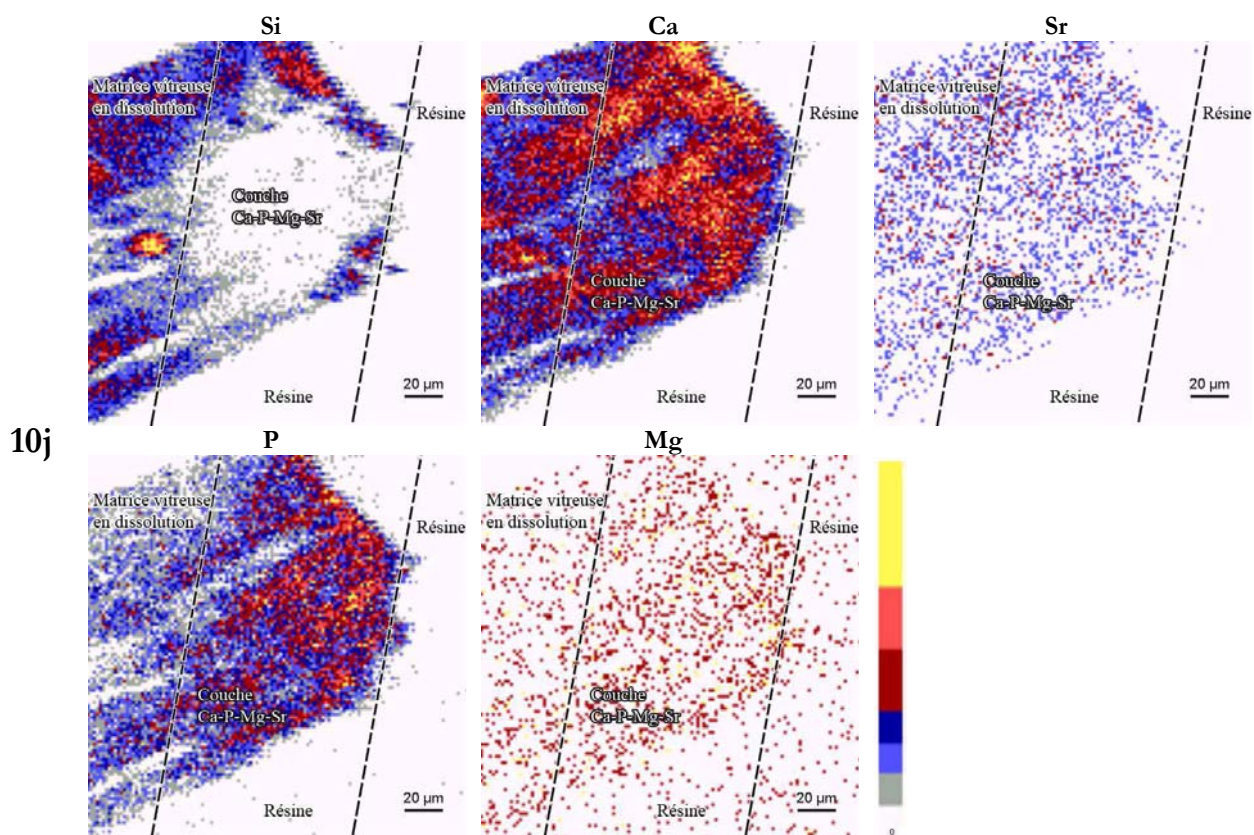 Si
Ca
Sr
Matrice vitreuse
en dissolution
Résine
Couche
Ca-P-Mg-Sr
Résine
20 µm
Matrice vitreuse
en dissolution
Résine
Couche
Ca-P-Mg-Sr
Résine
20 µm
Matrice vitreuse
en dissolution
Résine
Couche
Ca-P-Mg-Sr
Résine
20 µm
10j
P
Mg
Matrice vitreuse
en dissolution
Résine
Couche
Ca-P-Mg-Sr
Résine
20 µm
Matrice vitreuse
en dissolution
Résine
Couche
Ca-P-Mg-Sr
Résine
20 µm
0